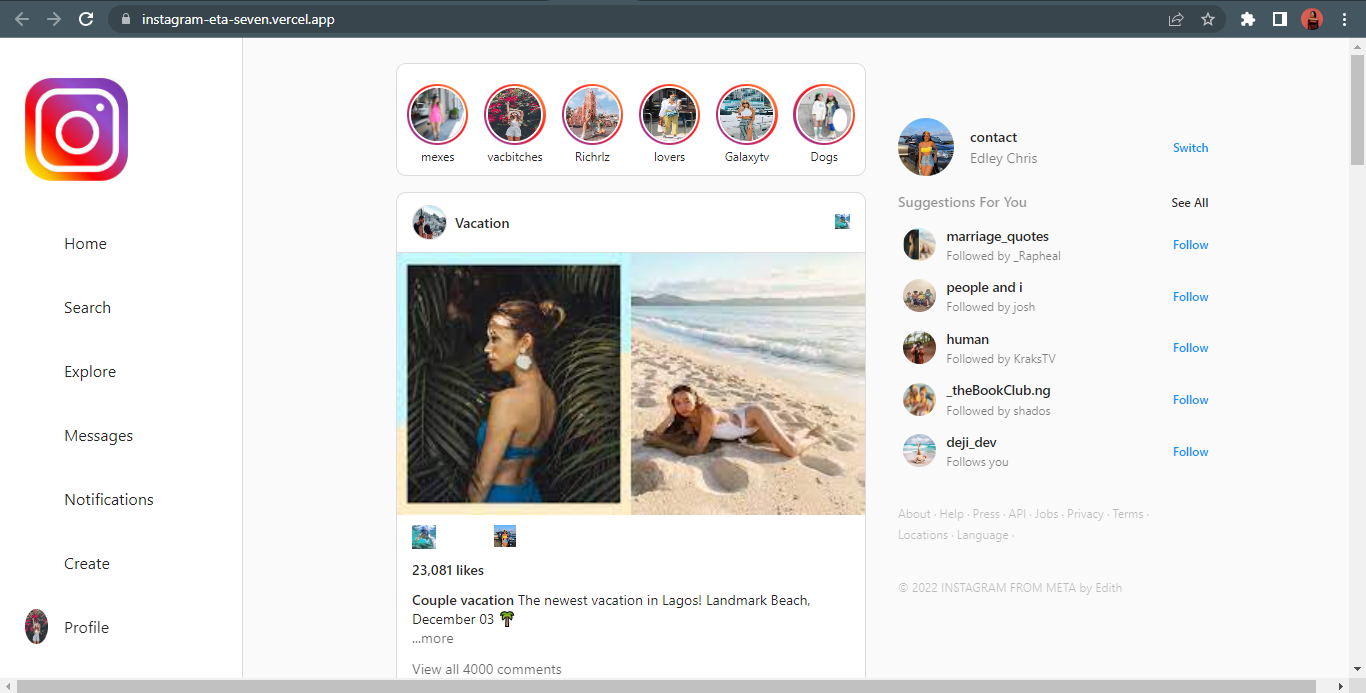 instagram-eta-seven.vercel.app
Home
Search
Explore
Messages
Notifications
Create
Profile
mexes
vacbitches
Richrlz
lovers
Galaxytv
Dogs
Vacation
23,081 likes
Couple vacation The newest vacation in Lagos! Landmark Beach,
December 03 🌴
...more
View all 4000 comments
contact
Edley Chris
Switch
Suggestions For You
See All
marriage_quotes
Followed by _Rapheal
Follow
people and i
Followed by josh
Follow
human
Followed by KraksTV
Follow
_theBookClub.ng
Followed by shados
Follow
deji_dev
Follows you
Follow
About · Help · Press · API · Jobs · Privacy · Terms ·
Locations · Language ·
© 2022 INSTAGRAM FROM META by Edith